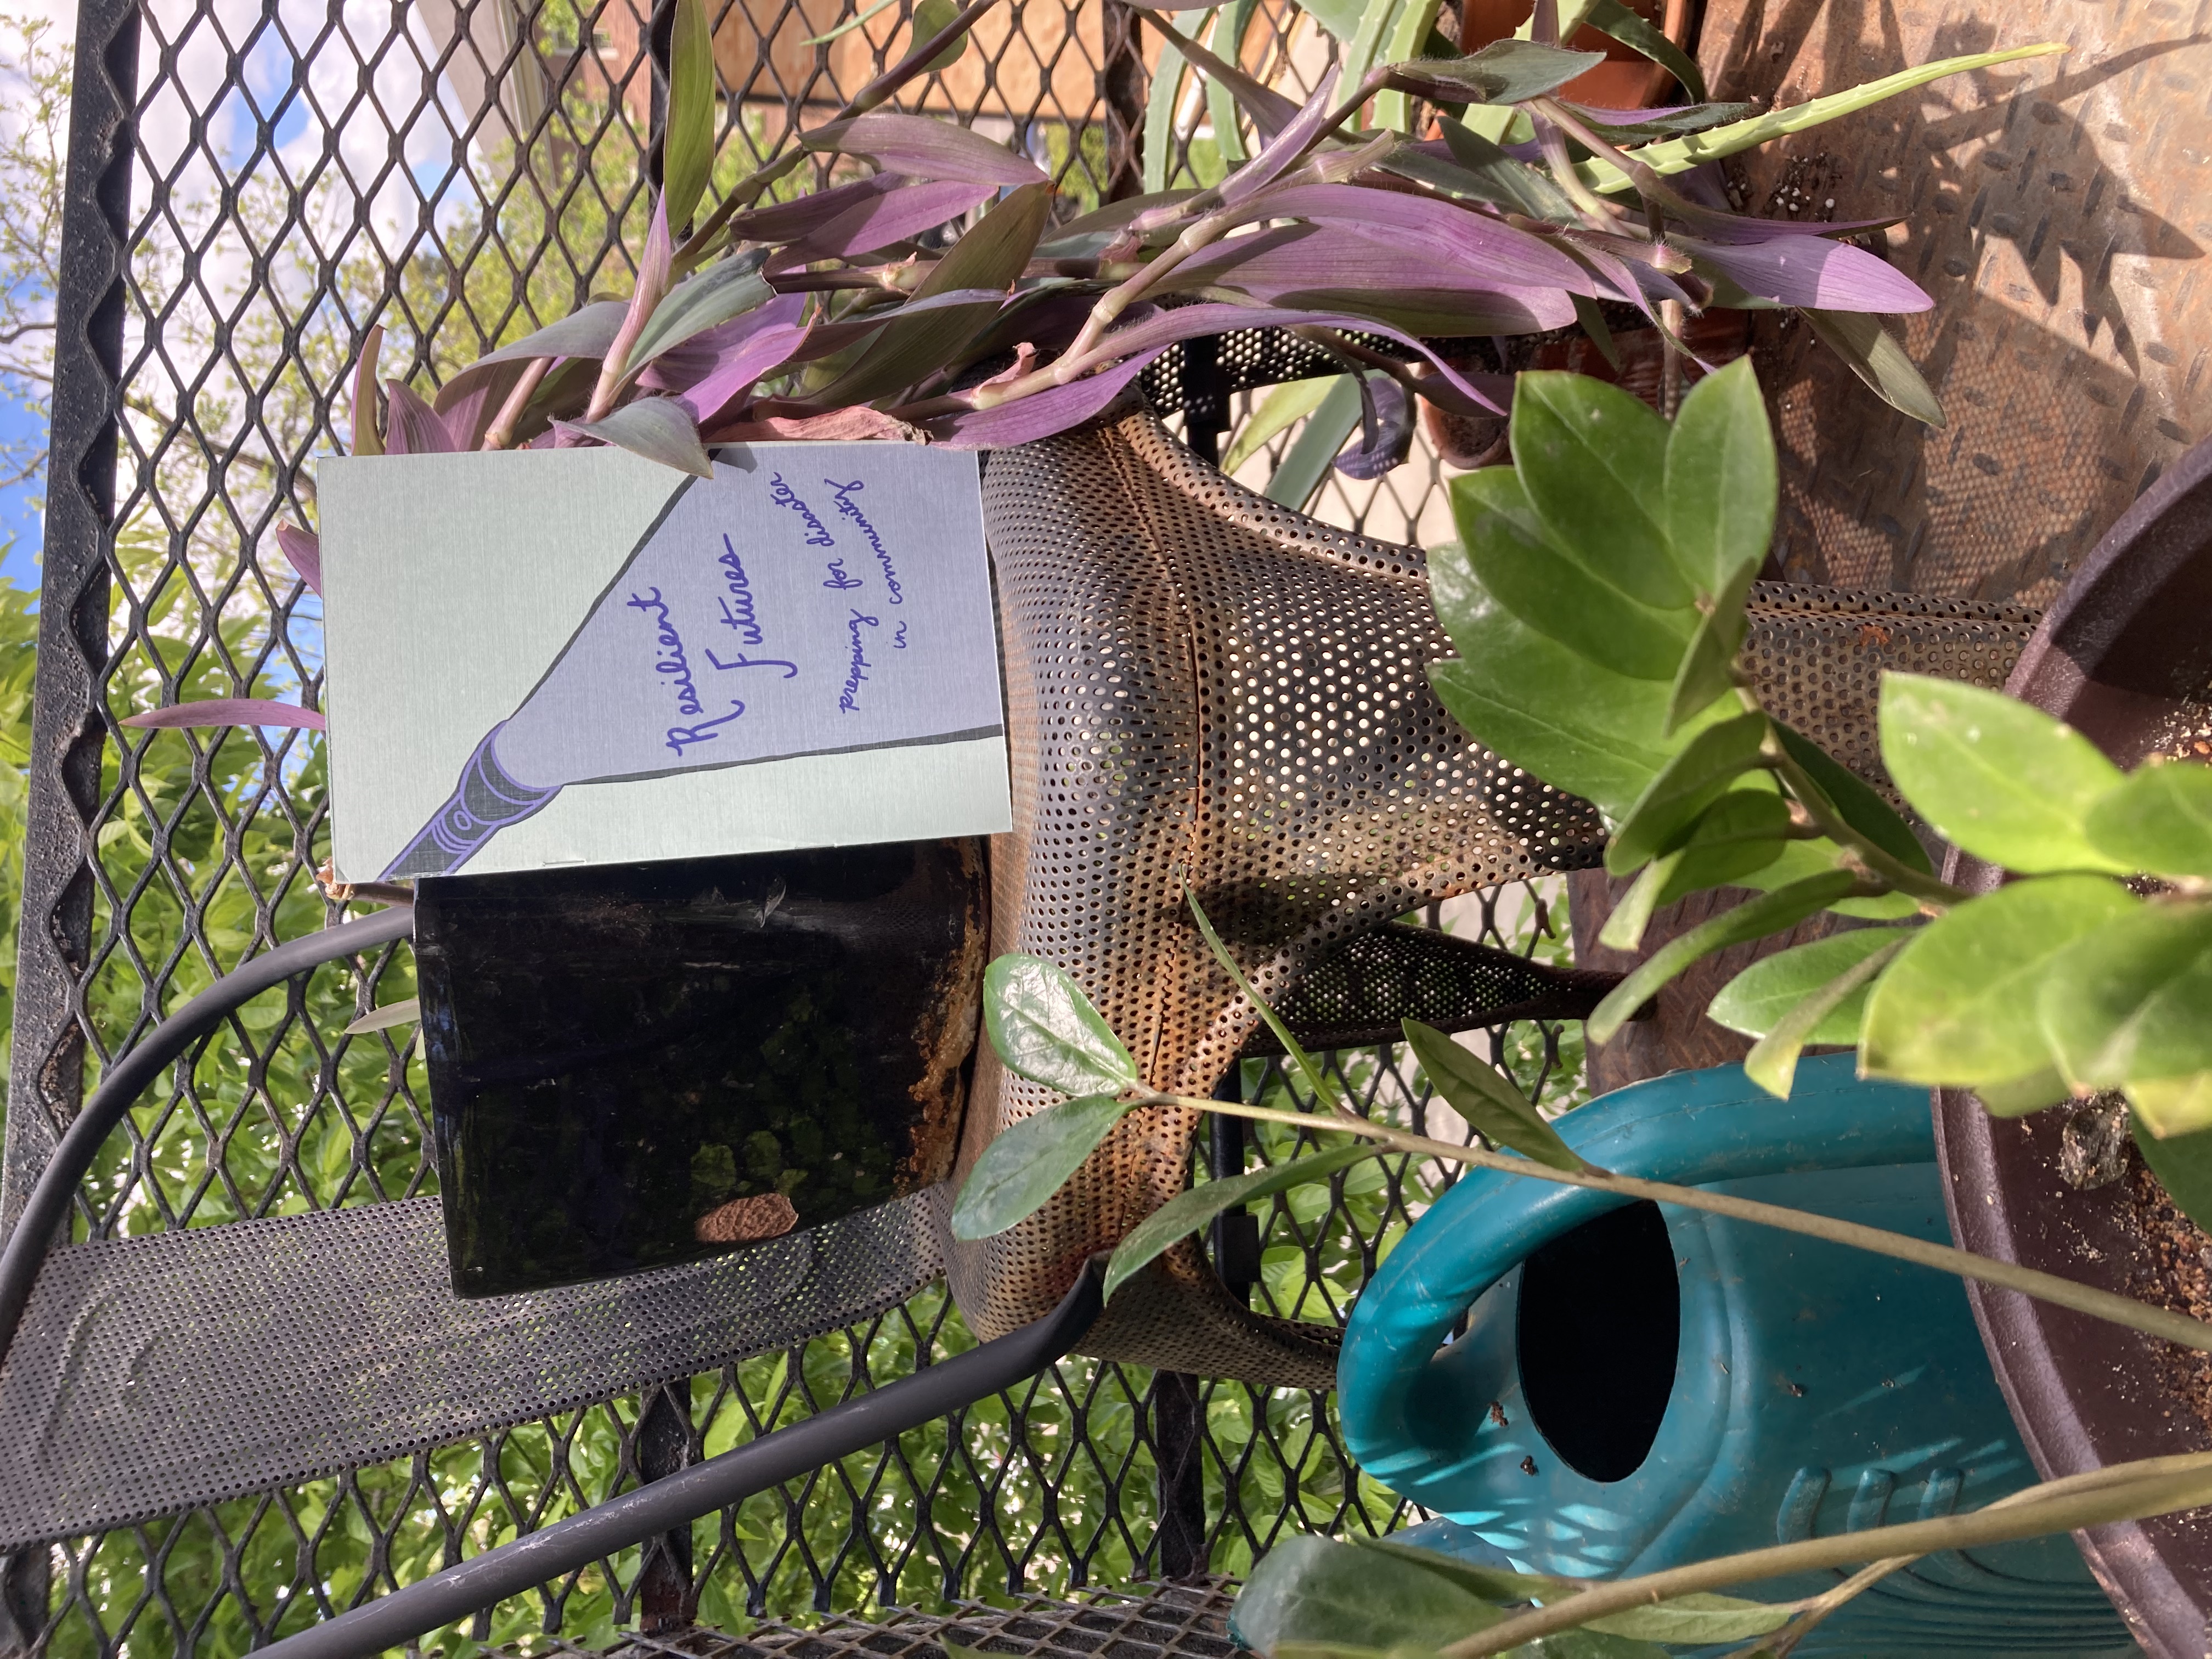 Resilient
Futures
prepping for disaster
in community